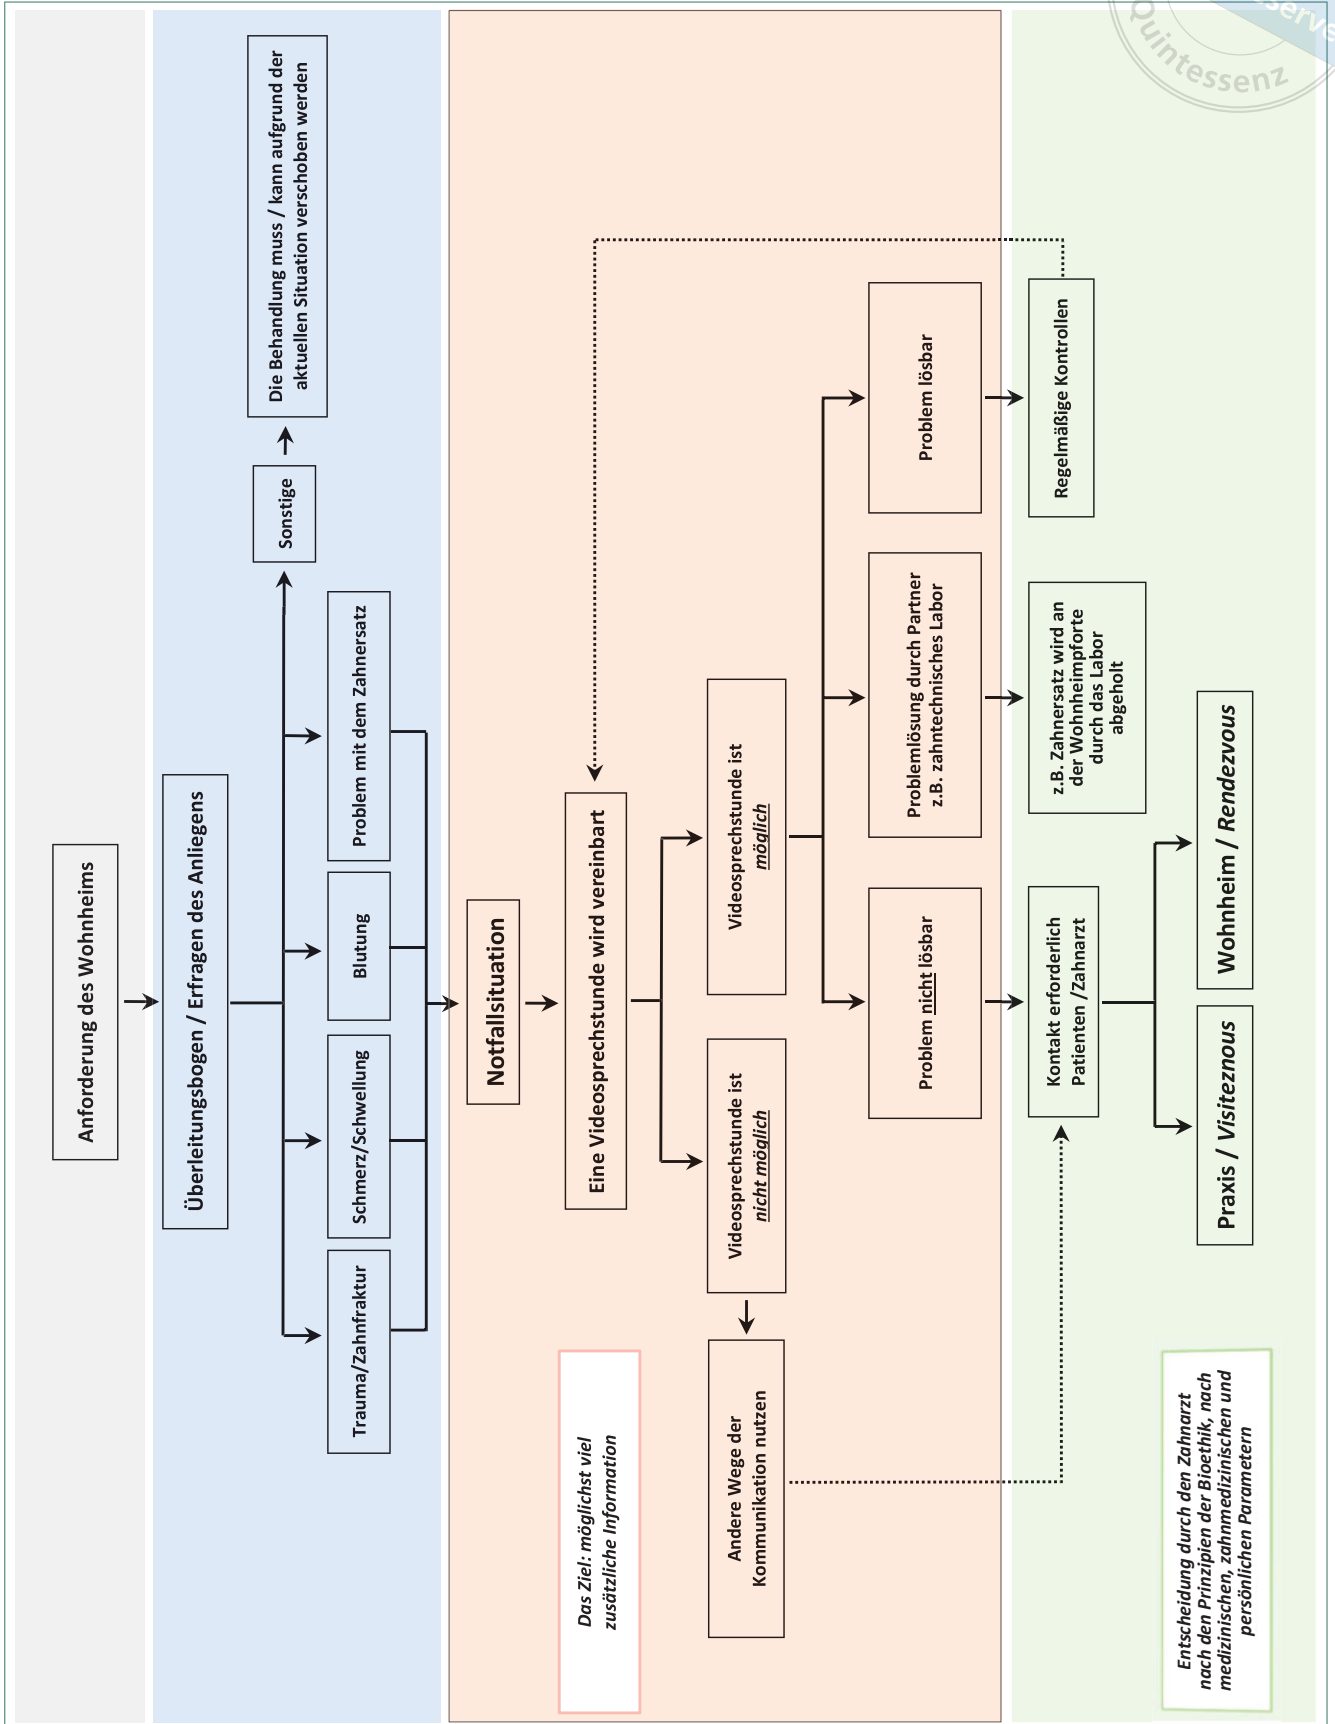 Anforderung des Wohnheims
Überleitungsbogen / Erfragen des Anliegens
Trauma/Zahnfraktur
Schmerz/Schwellung
Blutung
Problem mit dem Zahnersatz
Sonstige
Die Behandlung muss / kann aufgrund der
aktuellen Situation verschoben werden
Notfallsituation
Das Ziel: möglichst viel
zusätzliche Information
Eine Videosprechstunde wird vereinbart
Andere Wege der
Kommunikation nutzen
Videosprechstunde ist
nicht möglich
Videosprechstunde ist
möglich
Problem nicht lösbar
Problemlösung durch Partner
z.B. zahntechnisches Labor
Problem lösbar
Kontakt erforderlich
Patienten /Zahnarzt
z.B. Zahnersatz wird an
der Wohnheimpforte
durch das Labor
abgeholt
Regelmäßige Kontrollen
Entscheidung durch den Zahnarzt
nach den Prinzipien der Bioethik, nach
medizinischen, zahnmedizinischen und
persönlichen Parametern
Praxis / Visiteznous
Wohnheim / Rendezvous
Quintessenz